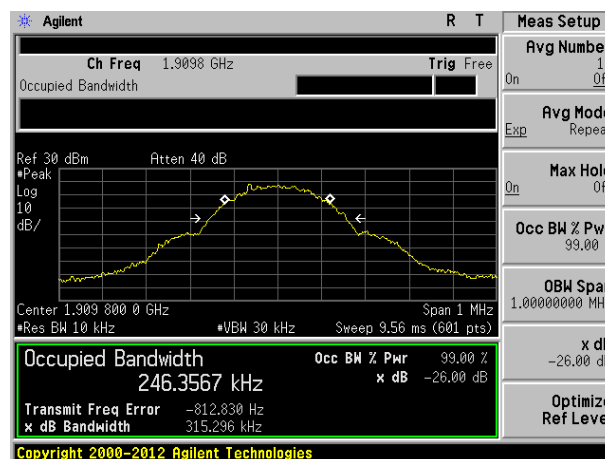 Agilent R T Meas Setup
Ch Freq 1.9098 GHz Trig Free
Occupied Bandwidth
Avg Number
1
On Of
Avg Mode
Exp Repea
Max Hold
On Of
Occ BW % Pwr
99.00
OBW Span
1.00000000 MH
x dB
-26.00 d
Optimize
Ref Level
Ref 30 dBm Atten 40 dB
#Peak
Log
10
dB/
Center 1.909 800 0 GHz Span 1 MHz
#Res BW 10 kHz #VBW 30 kHz Sweep 9.56 ms (601 pts)
Occupied Bandwidth Occ BW % Pwr 99.00 %
246.3567 kHz x dB -26.00 dB
Transmit Freq Error -812.830 Hz
x dB Bandwidth 315.296 kHz
Copyright 2000-2012 Agilent Technologies